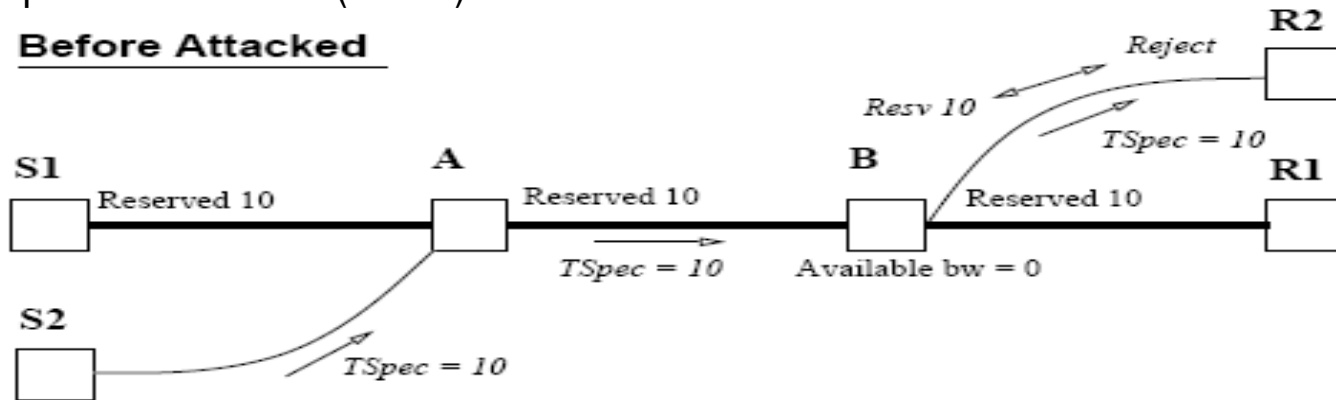 Before Attacked
R2
Reject
Resv 10
TSpec = 10
S1
A
B
R1
Reserved 10
Reserved 10
Reserved 10
TSpec = 10
Available bw = 0
S2
TSpec = 10